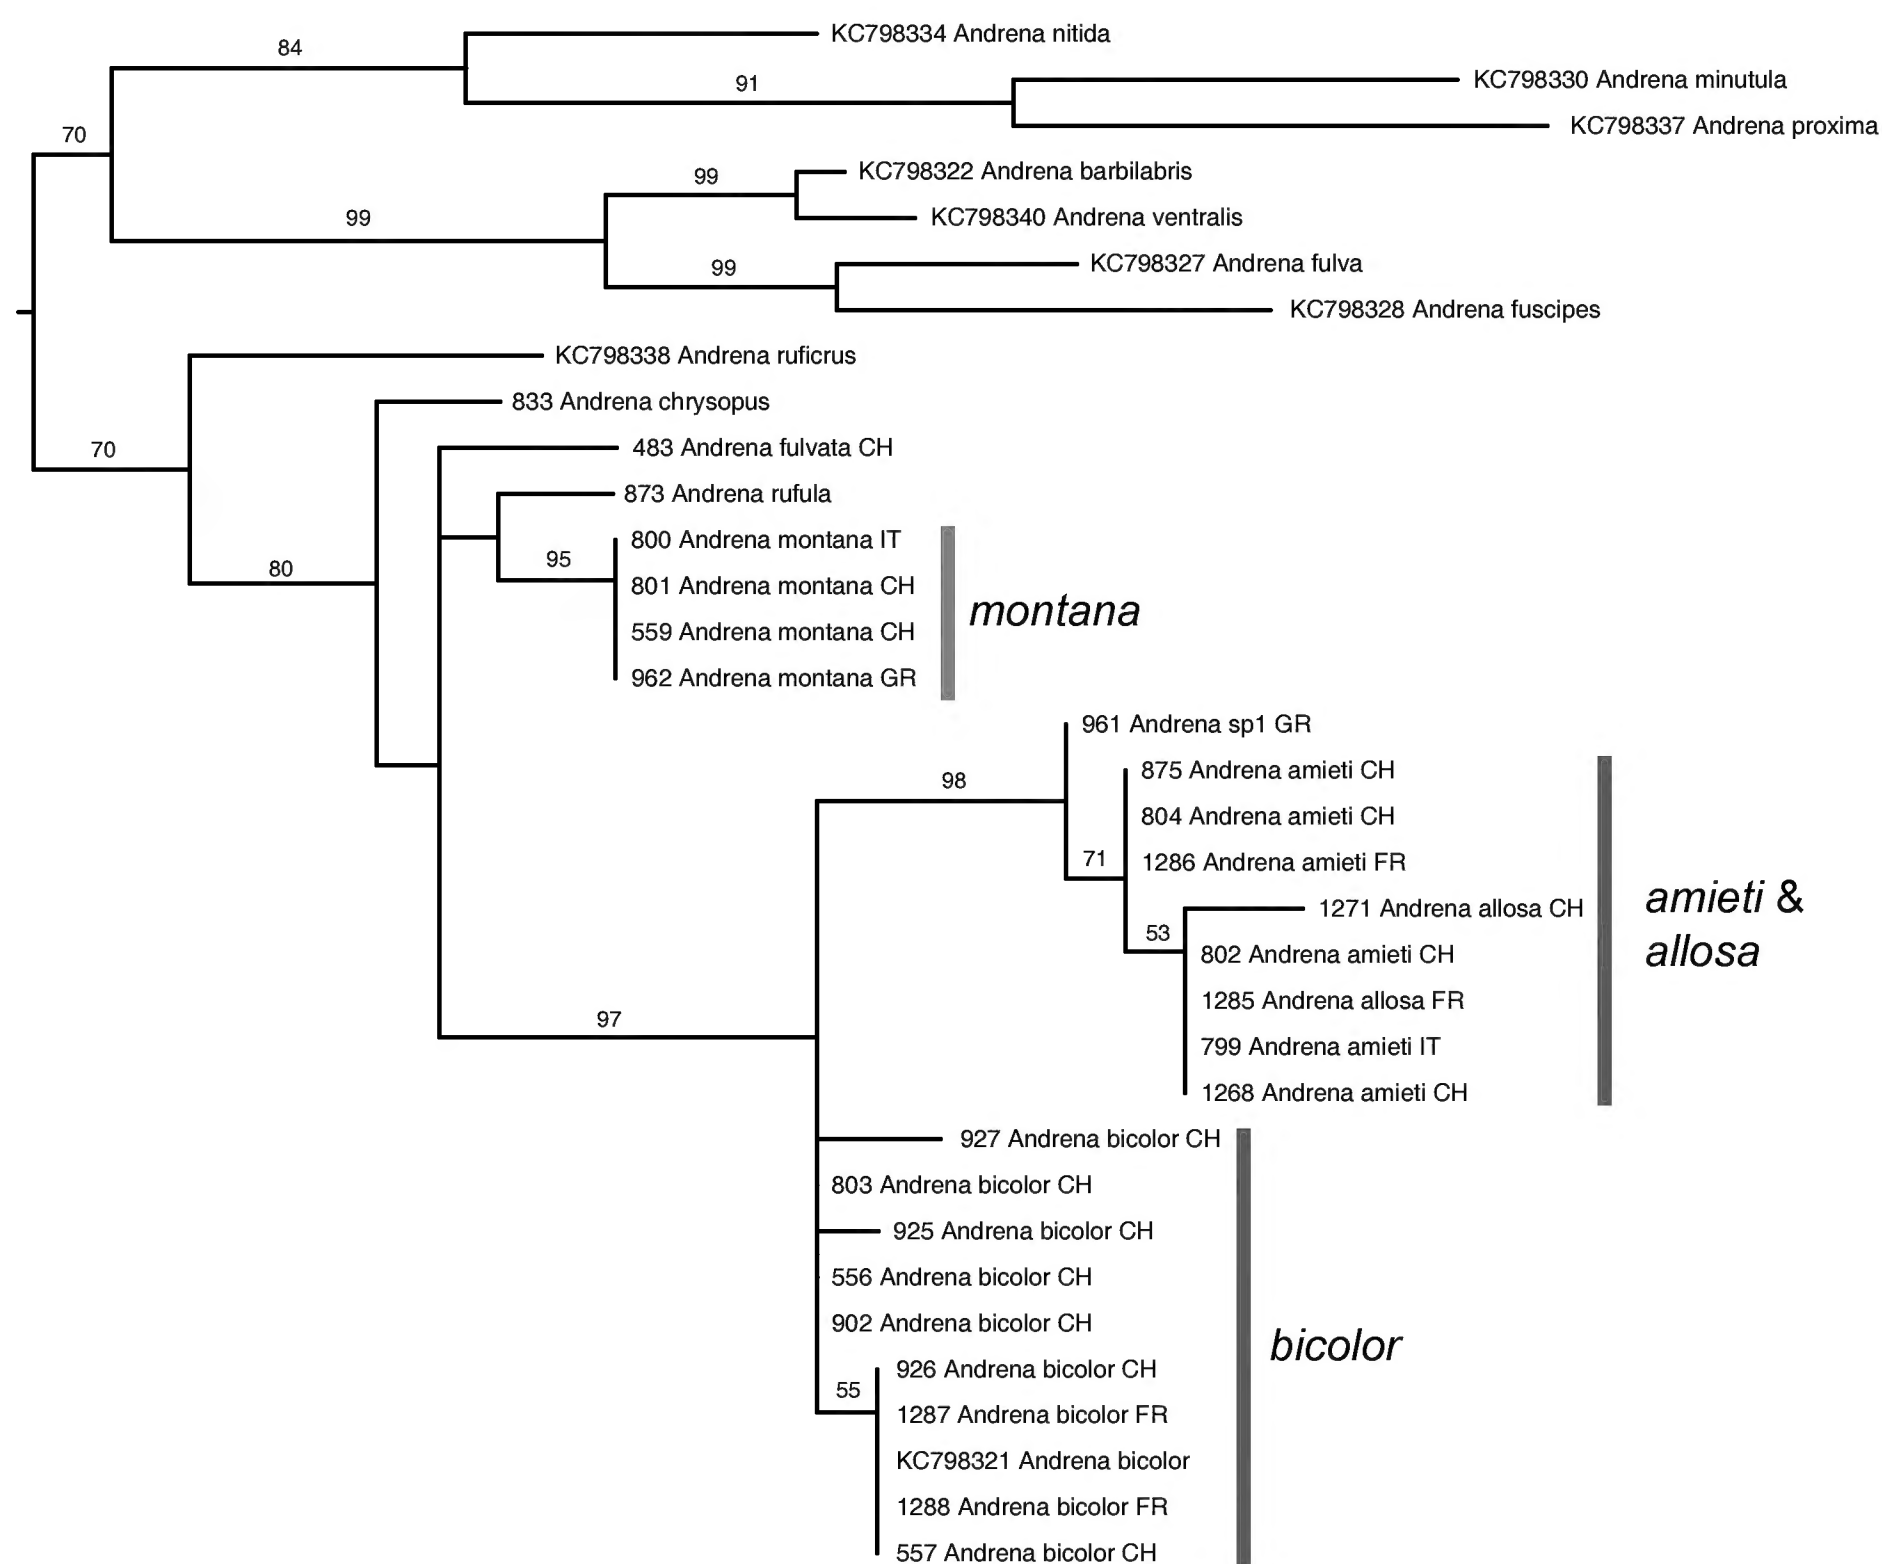 KC798334 Andrena nitida
84
KC798330 Andrena minutula
91
KC798337 Andrena proxima
70
KC798322 Andrena barbilabris
99
KC798340 Andrena ventralis
99
KC798327 Andrena fulva
99
KC798328 Andrena fuscipes
KC798338 Andrena ruficrus
833 Andrena chrysopus
70
483 Andrena fulvata CH
873 Andrena rufula
800 Andrena montana IT
95
80
801 Andrena montana CH
montana
559 Andrena montana CH
962 Andrena montana GR
961 Andrena sp1 GR
875 Andrena amieti CH
98
804 Andrena amieti CH
71
1286 Andrena amieti FR
amieti &
allosa
1271 Andrena allosa CH
53
802 Andrena amieti CH
1285 Andrena allosa FR
97
799 Andrena amieti IT
1268 Andrena amieti CH
927 Andrena bicolor CH
803 Andrena bicolor CH
925 Andrena bicolor CH
556 Andrena bicolor CH
902 Andrena bicolor CH
bicolor
926 Andrena bicolor CH
55
1287 Andrena bicolor FR
KC798321 Andrena bicolor
1288 Andrena bicolor FR
557 Andrena bicolor CH